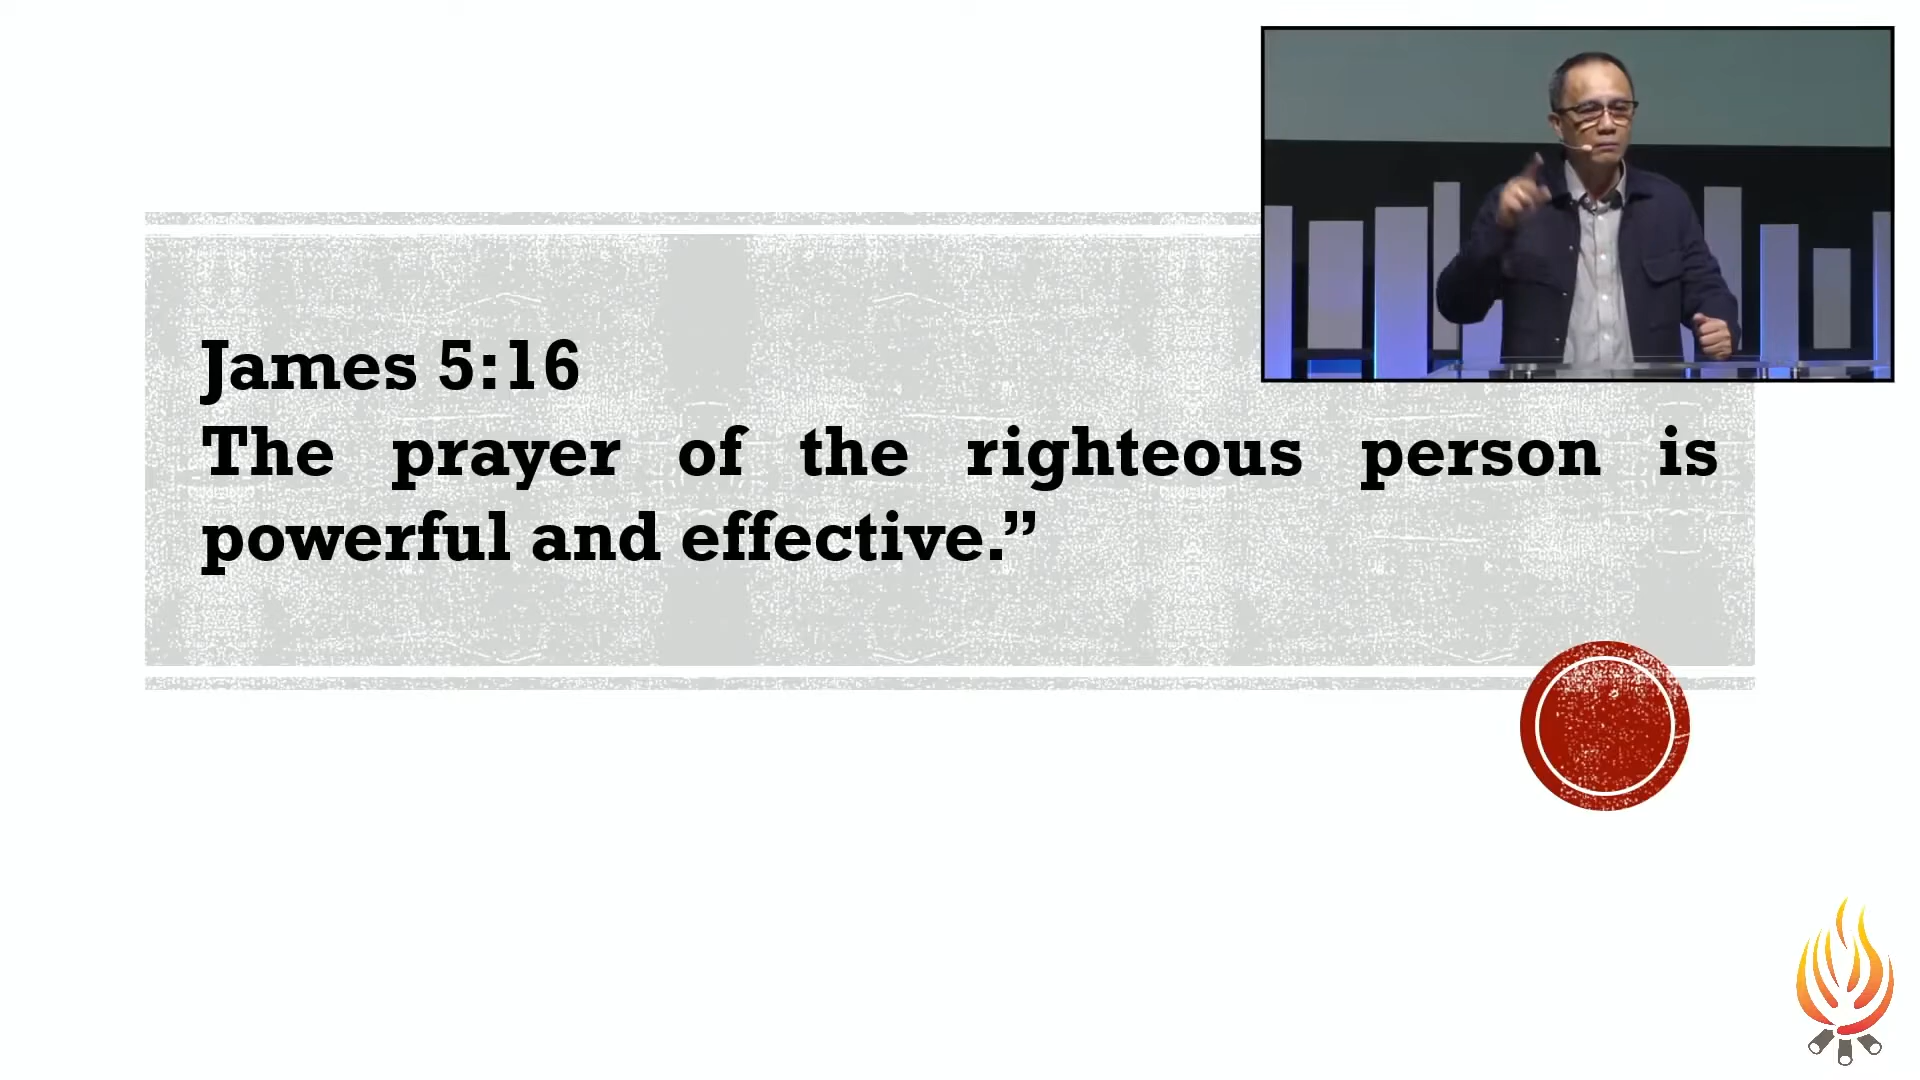 James 5:16
The prayer of the righteous person is
powerful and effective.”